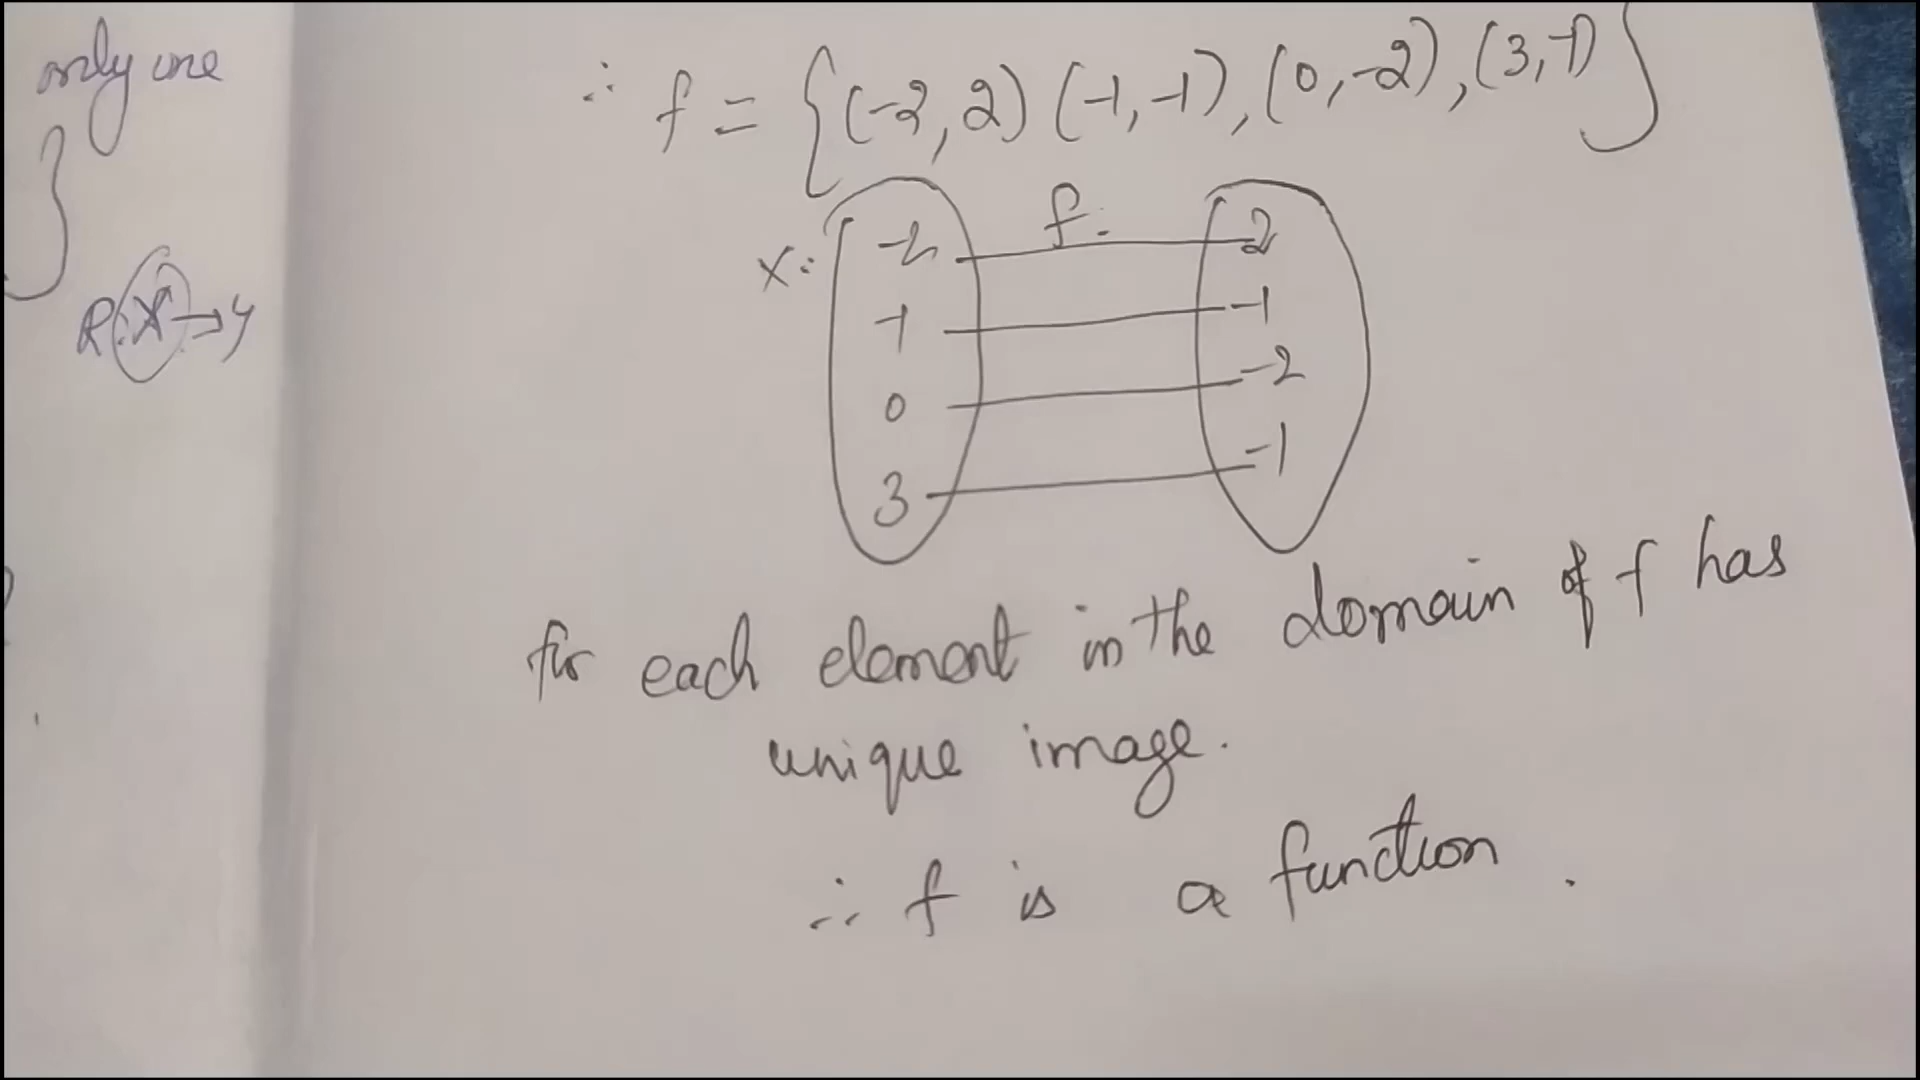 only one
}
R: X → y
∴ f = {(-2, 2) (-1, -1), (0, -2), (3, -1)}
f:
X:
-2 2
-1 -1
0 -2
3 -1
for each element in the domain of f has
unique image.
∴ f is a function.